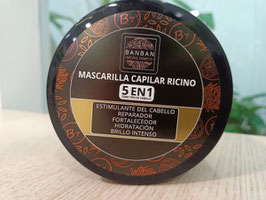 BANBAN
MASCARILLA CAPILAR RICINO
5 EN 1
ESTIMULANTE DEL CABELLO
REPARADOR
FORTALECEDOR
HIDRATACIÓN
BRILLO INTENSO